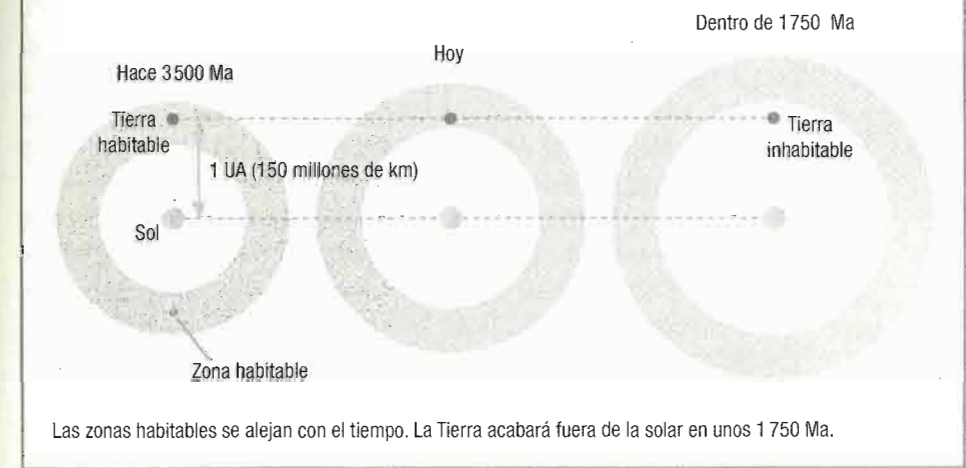 Dentro de 1750 Ma
Hoy
Hace 3500 Ma
Tierra
habitable
Tierra
inhabitable
1 UA (150 millones de km)
Sol
Zona habitable
Las zonas habitables se alejan con el tiempo. La Tierra acabará fuera de la solar en unos 1750 Ma.